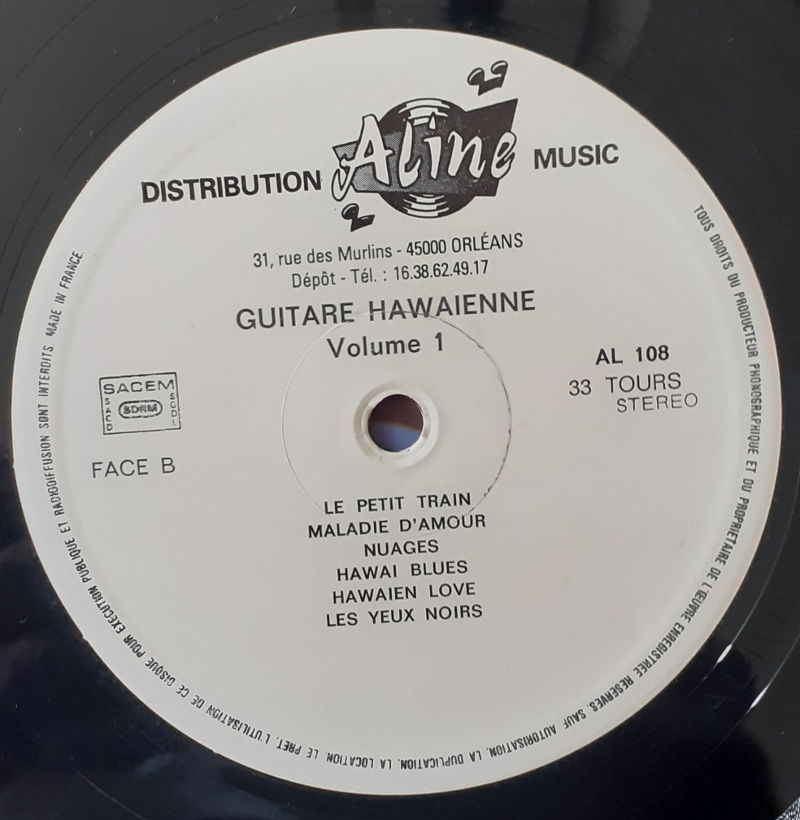 DISTRIBUTION Aline MUSIC
31, rue des Murlins - 45000 ORLÉANS
Dépôt - Tél. : 16.38.62.49.17
GUITARE HAWAIENNE
Volume 1
SACEM
SACD
SDRM
SGDL
FACE B
AL 108
33 TOURS
STEREO
LE PETIT TRAIN
MALADIE D'AMOUR
NUAGES
HAWAI BLUES
HAWAIEN LOVE
LES YEUX NOIRS
TOUS DROITS DU PRODUCTEUR PHONOGRAPHIQUE ET DU PROPRIETAIRE DE L'ŒUVRE ENREGISTREE RESERVES. SAUF AUTORISATION, LA DUPLICATION, LA LOCATION, LE PRET, L'UTILISATION DE CE DISQUE POUR EXECUTION PUBLIQUE ET RADIODIFFUSION SONT INTERDITS MADE IN FRANCE